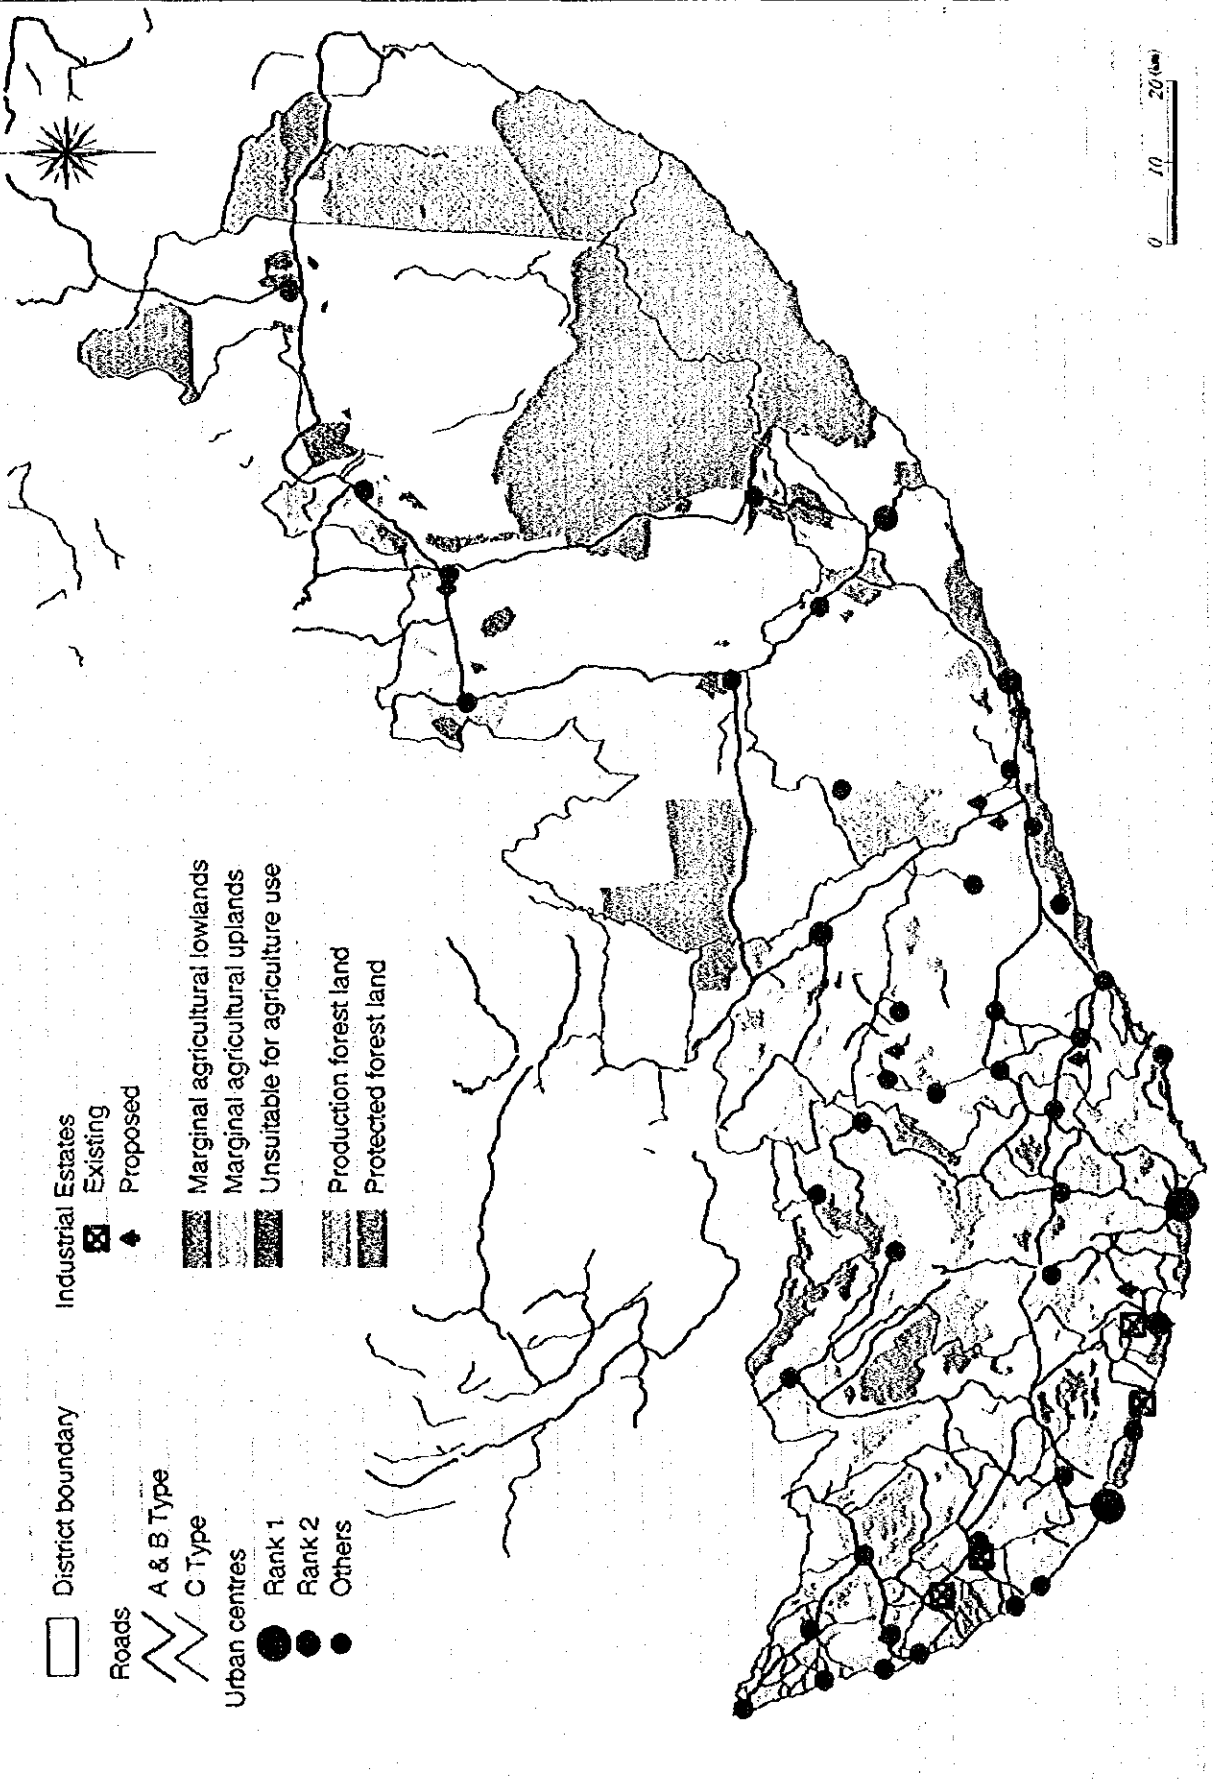 District boundary
Roads
A & B Type
C Type
Urban centres
Rank 1
Rank 2
Others
Industrial Estates
Existing
Proposed
Marginal agricultural lowlands
Marginal agricultural uplands
Unsuitable for agriculture use
Production forest land
Protected forest land
0 10 20 (km)